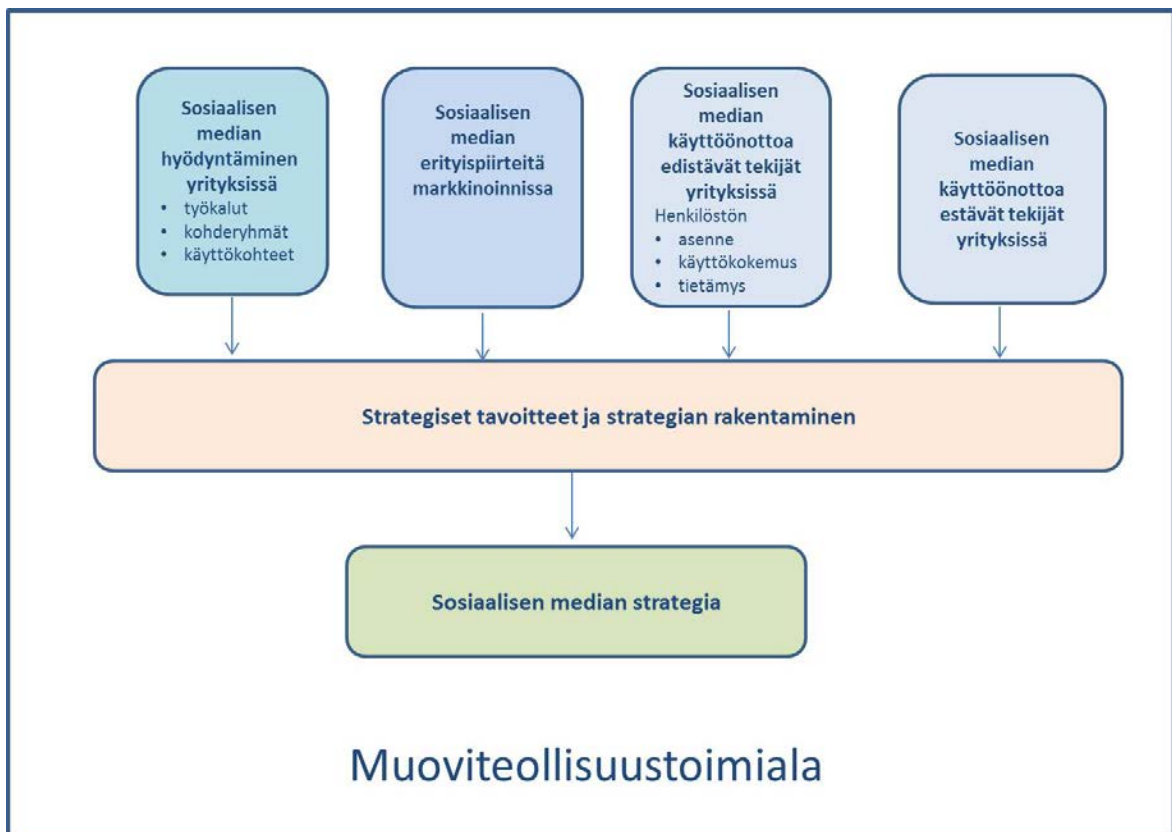 Sosiaalisen
median
hyödyntäminen
yrityksissä
• työkalut
• kohderyhmät
• käyttökohteet
Sosiaalisen
median
erityispiirteitä
markkinoinnissa
Sosiaalisen
median
käyttöönottoa
edistävät tekijät
yrityksissä
Henkilöstön
• asenne
• käyttökokemus
• tietämys
Sosiaalisen
median
käyttöönottoa
estävät tekijät
yrityksissä
Strategiset tavoitteet ja strategian rakentaminen
Sosiaalisen median strategia
Muoviteollisuustoimiala